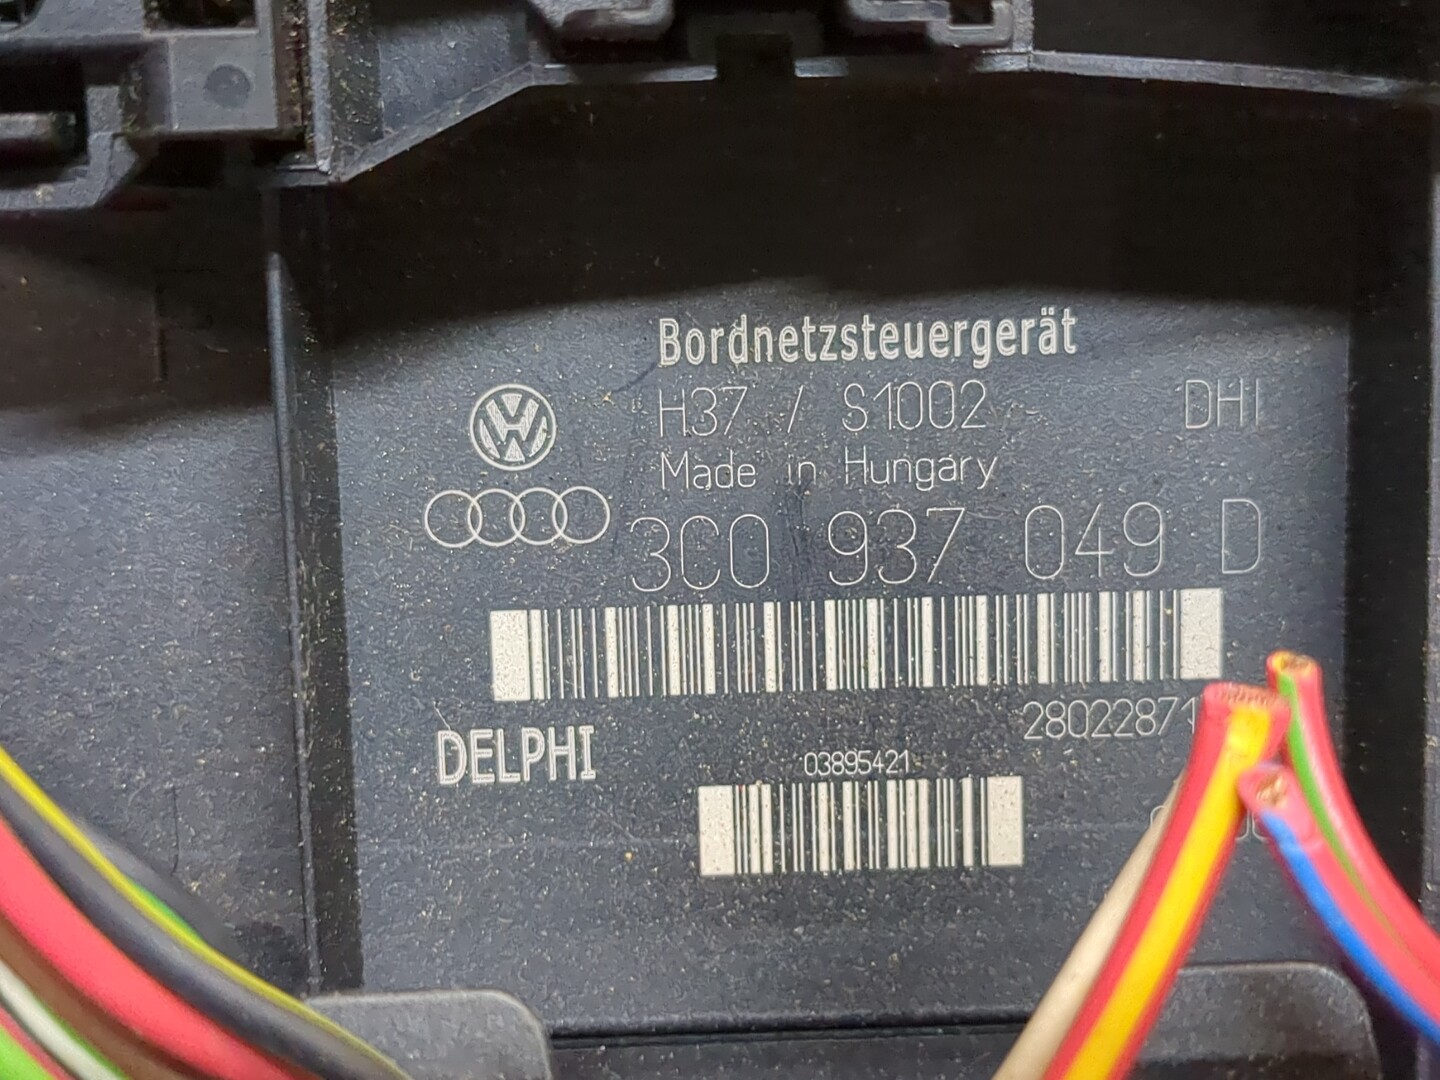 Bordnetzsteuergerät
H37 / S1002 DHI
Made in Hungary
3C0 937 049 D
DELPHI
03895421